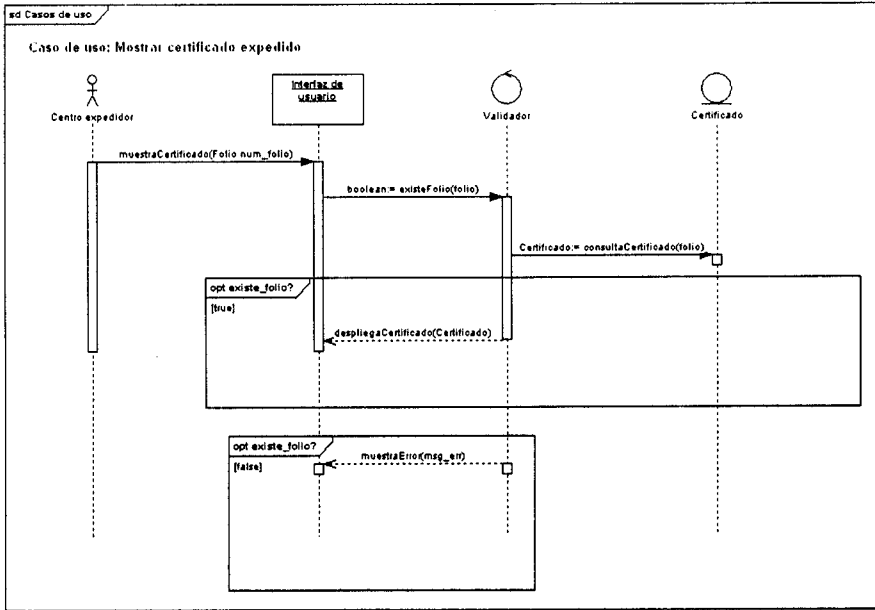 sd Casos de uso
Caso de uso: Mostrar certificado expedido
Interfaz de
usuario
Centro expedidor
Validador
Certificado
muestraCertificado(Folio num_folio)
boolean:= existeFolio(folio)
Certificado:= consultaCertificado(folio)
opt existe_folio?
[true]
despliegaCertificado(Certificado)
opt existe_folio?
[false]
muestraError(msg_err)